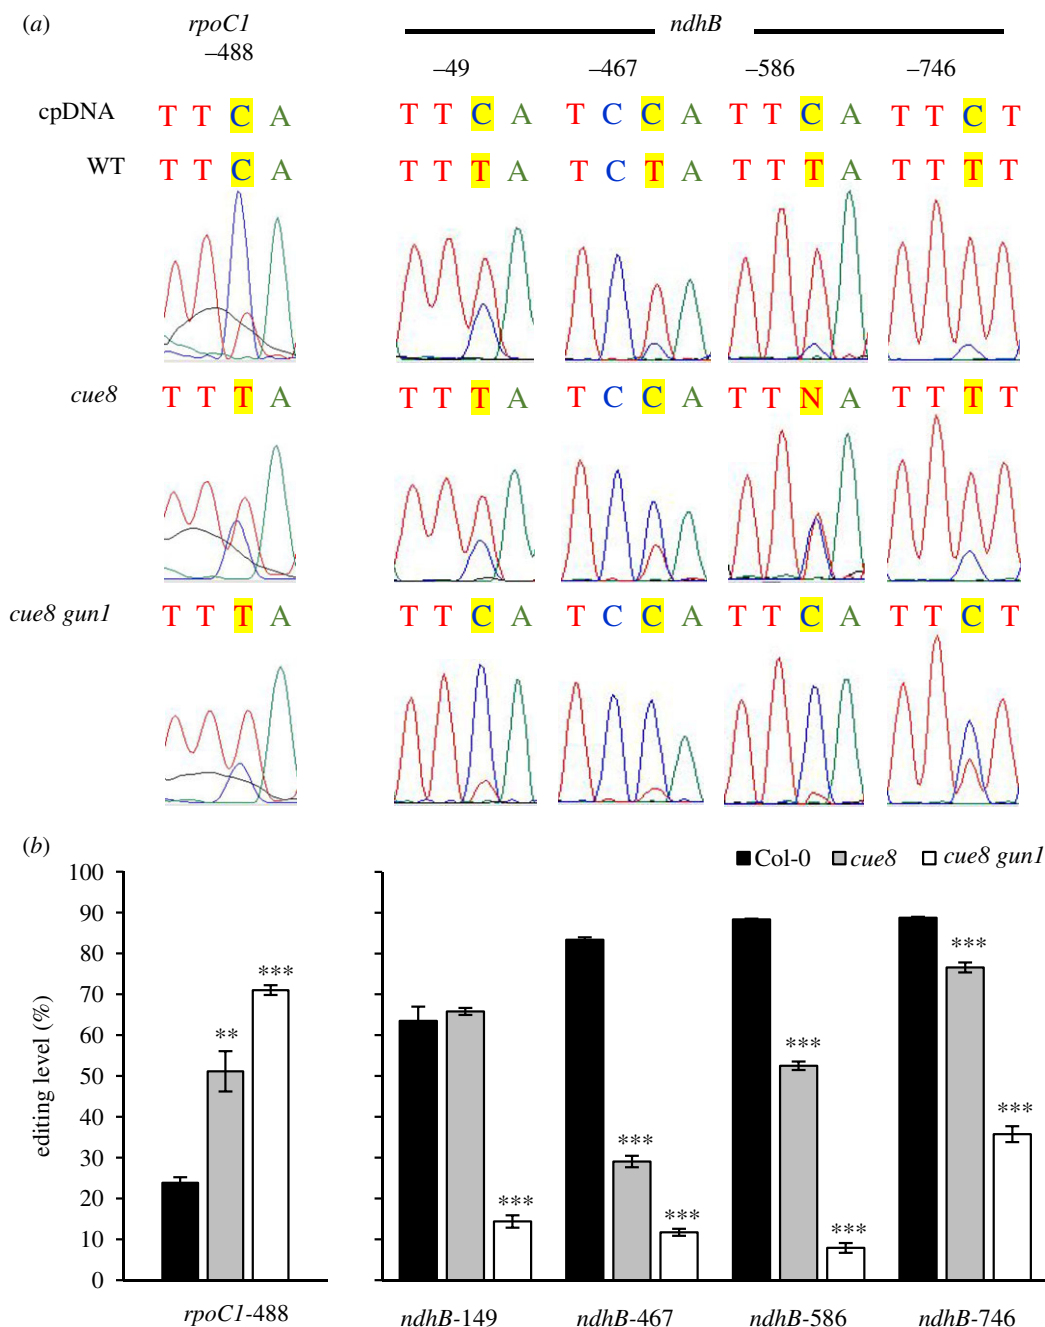 (a) rpoC1 ndhB
–488
–49 –467 –586 –746
cpDNA T T C A T T C A T C C A T T C A T T C T
WT T T C A T T T A T C T A T T T A T T T T
cue8 T T T A T T T A T C C A T T N A T T T T
cue8 gun1 T T T A T T C A T C C A T T C A T T C T
(b)
Col-0 cue8 cue8 gun1
100
90
80
70
60
50
40
30
20
10
0
editing level (%)
** ***
***
*** ***
*** ***
*** ***
rpoC1-488 ndhB-149 ndhB-467 ndhB-586 ndhB-746